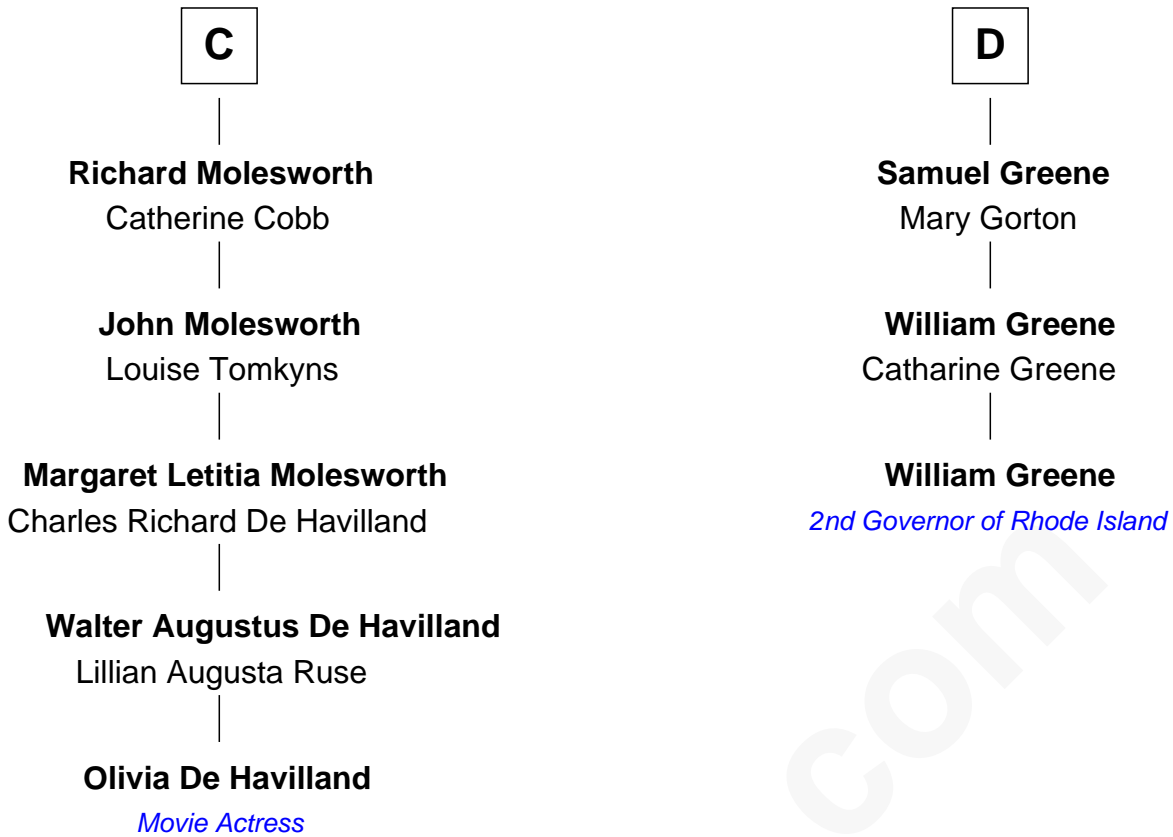 C
Richard Molesworth
Catherine Cobb
John Molesworth
Louise Tomkyns
Margaret Letitia Molesworth
Charles Richard De Havilland
Walter Augustus De Havilland
Lillian Augusta Ruse
Olivia De Havilland
Movie Actress
D
Samuel Greene
Mary Gorton
William Greene
Catharine Greene
William Greene
2nd Governor of Rhode Island
com